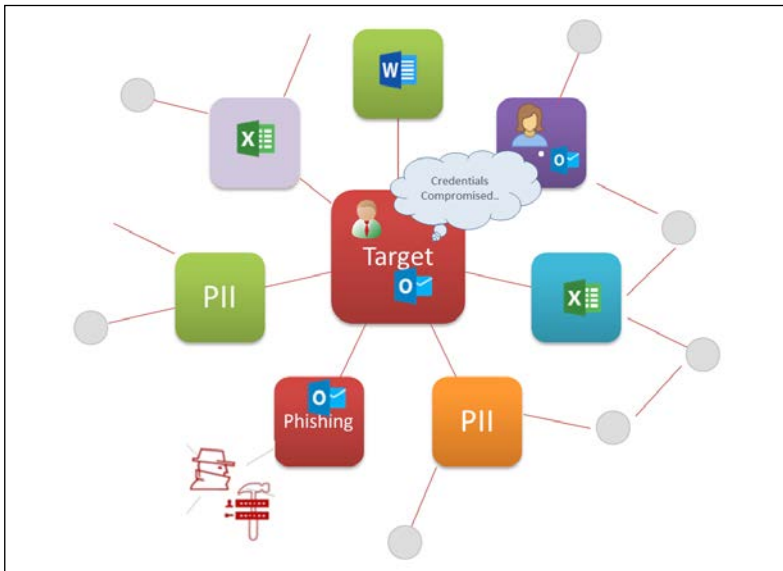 W
X
O
Credentials
Compromised..
Target
O
PII
X
O
Phishing
PII